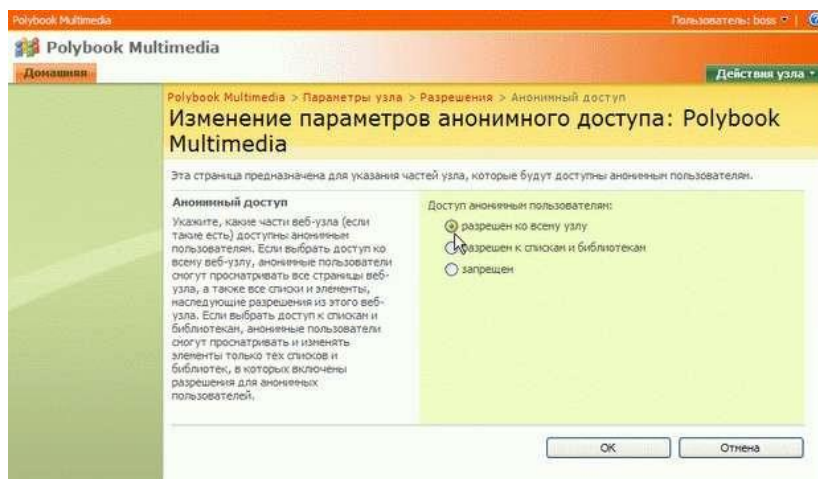 Polybook Multimedia
Пользователь: boss
Polybook Multimedia
Домашняя
Действия узла
Polybook Multimedia > Параметры узла > Разрешения > Анонимный доступ
Изменение параметров анонимного доступа: Polybook
Multimedia
Эта страница предназначена для указания частей узла, которые будут доступны анонимным пользователям.
Анонимный доступ
Укажите, какие части веб-узла (если
такие есть) доступны анонимным
пользователям. Если выбрать доступ ко
всему веб-узлу, анонимные пользователи
смогут просматривать все страницы веб-
узла, а также все списки и элементы,
наследующие разрешения из этого веб-
узла. Если выбрать доступ к спискам и
библиотекам, анонимные пользователи
смогут просматривать и изменять
элементы только тех списков и
библиотек, в которых включены
разрешения для анонимных
пользователей.
Доступ анонимным пользователям:
разрешен ко всему узлу
разрешен к спискам и библиотекам
запрещен
ОК
Отмена